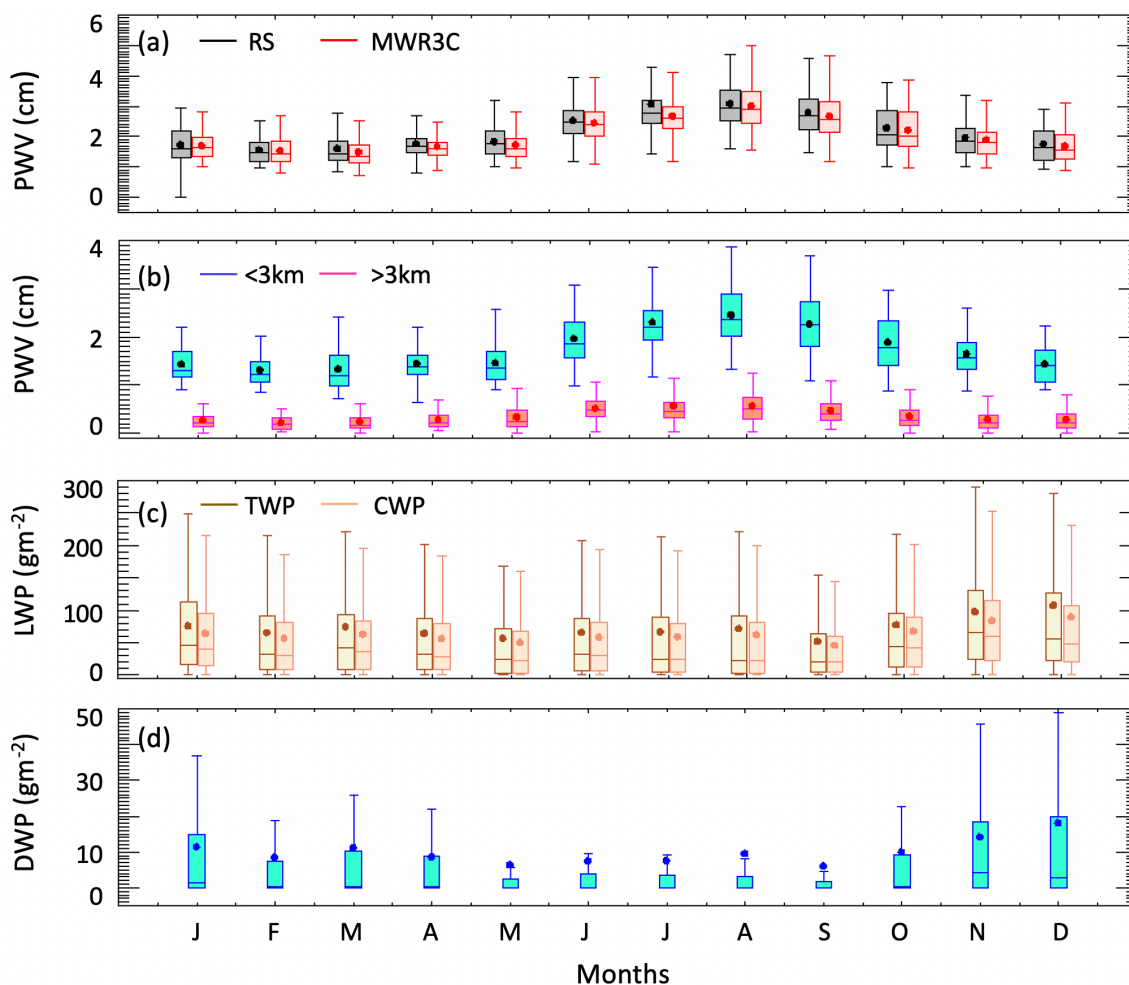 (a) RS MWR3C
PWV (cm)
6
4
2
0
(b) <3km >3km
PWV (cm)
4
2
0
(c) TWP CWP
LWP (gm⁻²)
300
200
100
0
(d)
DWP (gm⁻²)
50
30
10
0
J F M A M J J A S O N D
Months